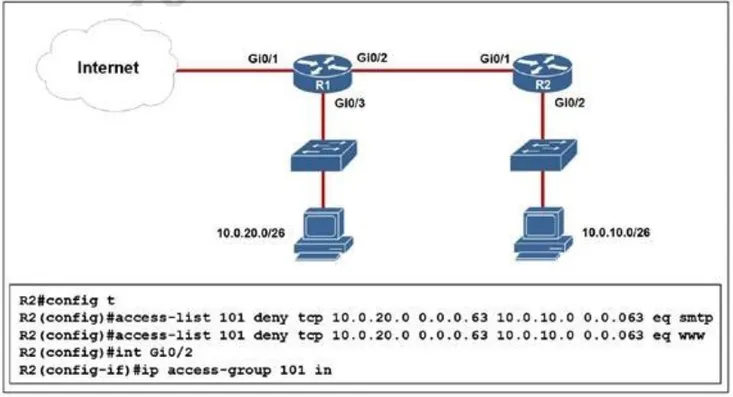 Internet
Gi0/1
Gi0/2
Gi0/1
R1
R2
Gi0/3
Gi0/2
10.0.20.0/26
10.0.10.0/26
R2#config t
R2(config)#access-list 101 deny tcp 10.0.20.0 0.0.0.63 10.0.10.0 0.0.063 eq smtp
R2(config)#access-list 101 deny tcp 10.0.20.0 0.0.0.63 10.0.10.0 0.0.063 eq www
R2(config)#int Gi0/2
R2(config-if)#ip access-group 101 in